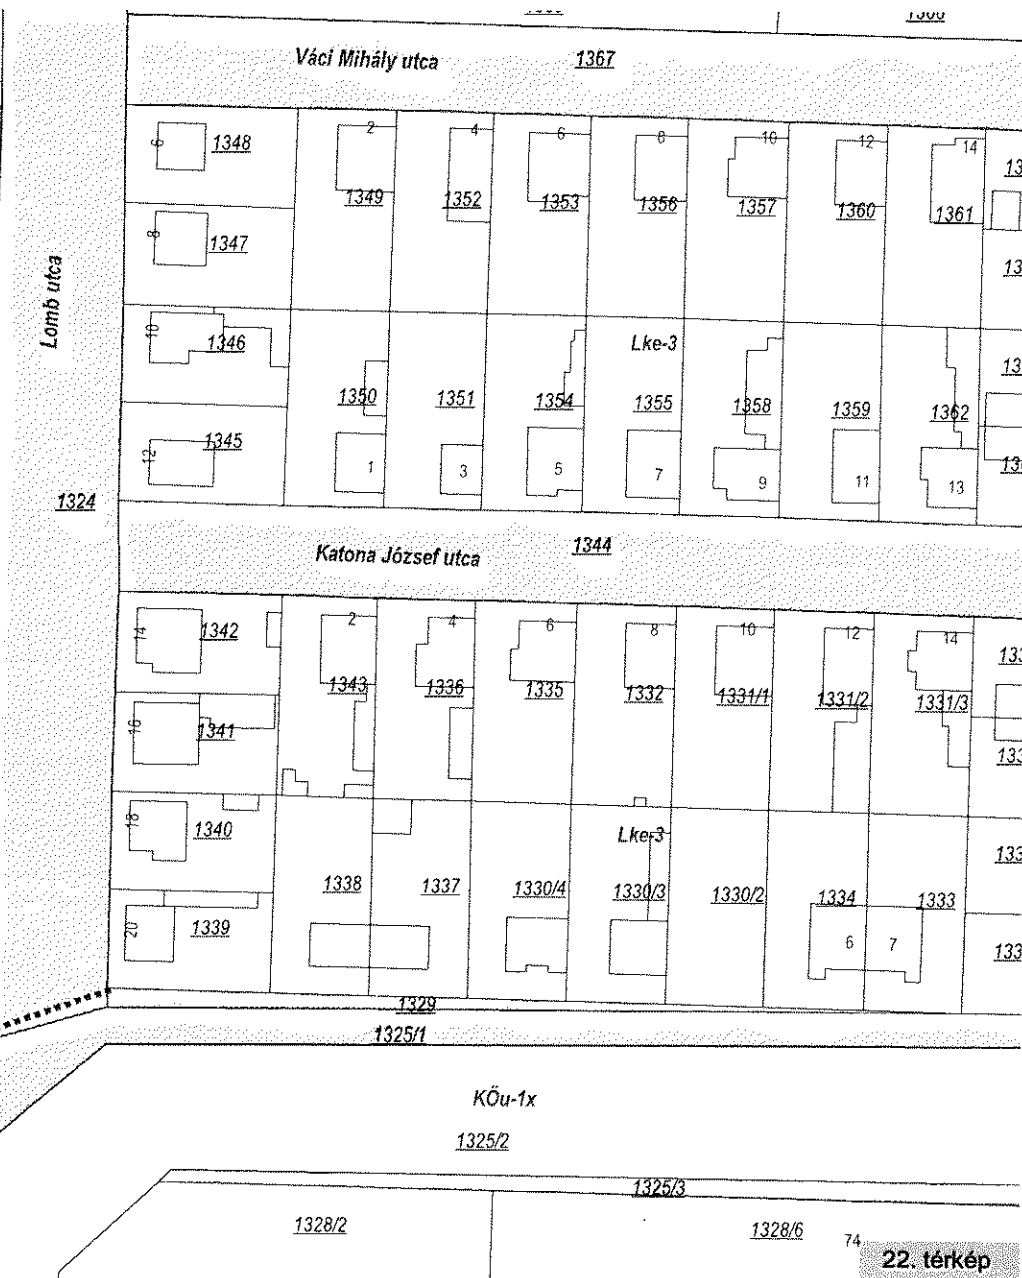 Váci Mihály utca 1367
6 1348 2 4 6 8 10 12 14
1349 1352 1353 1356 1357 1360 1361
8 1347
Lomb utca
10 1346 Lke-3
1350 1351 1354 1355 1358 1359 1362
12 1345
1 3 5 7 9 11 13
1324
Katona József utca 1344
14 1342 2 4 6 8 10 12 14
1343 1336 1335 1332 1331/1 1331/2 1331/3
16 1341
18 1340 Lke-3
1338 1337 1330/4 1330/3 1330/2 1334 1333
20 1339 6 7
1329
1325/1
KÖu-1x
1325/2
1325/3
1328/2 1328/6 74
22. térkép